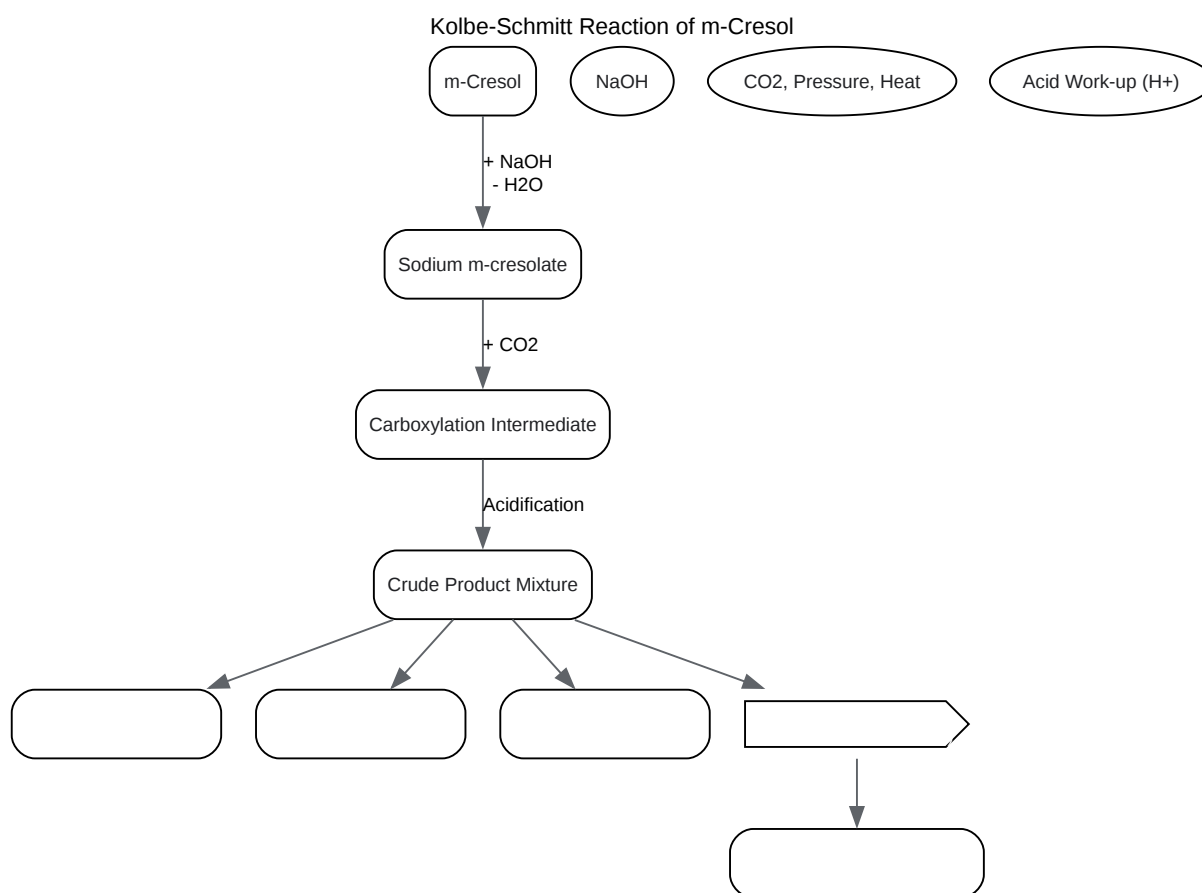 Kolbe-Schmitt Reaction of m-Cresol
m-Cresol
NaOH
CO2, Pressure, Heat
Acid Work-up (H+)
+ NaOH
- H2O
Sodium m-cresolate
+ CO2
Carboxylation Intermediate
Acidification
Crude Product Mixture